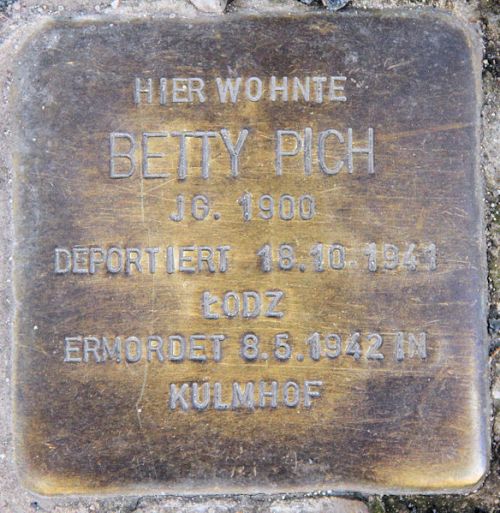 HIER WOHNTE
BETTY PICH
JG. 1900
DEPORTIERT 18.10.1941
ŁODZ
ERMORDET 8.5.1942 IN
KULMHOF